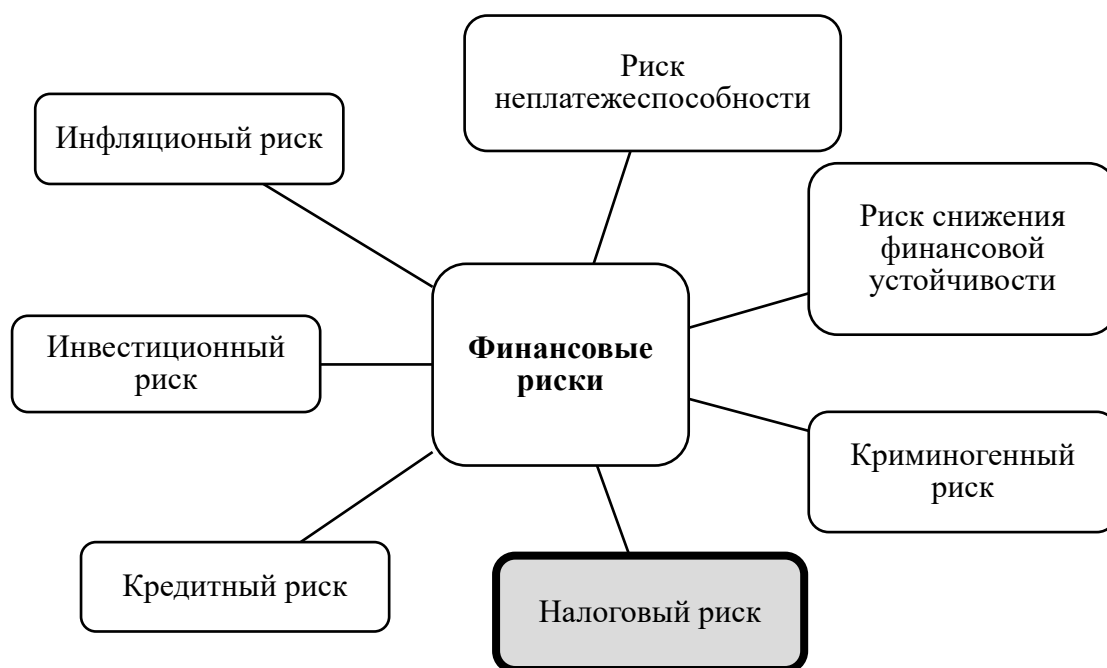 Риск
неплатежеспособности
Инфляционый риск
Риск снижения
финансовой
устойчивости
Финансовые
риски
Инвестиционный
риск
Криминогенный
риск
Кредитный риск
Налоговый риск